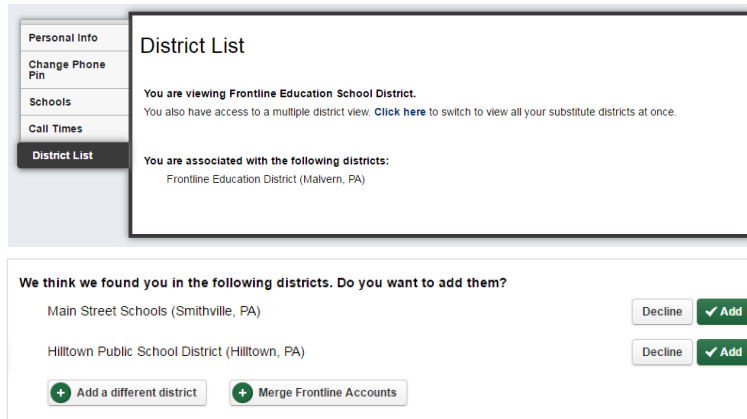 Personal Info
Change Phone
Pin
Schools
Call Times
District List
District List
You are viewing Frontline Education School District.
You also have access to a multiple district view. Click here to switch to view all your substitute districts at once.
You are associated with the following districts:
Frontline Education District (Malvern, PA)
We think we found you in the following districts. Do you want to add them?
Main Street Schools (Smithville, PA)
Decline
Add
Hilltown Public School District (Hilltown, PA)
Decline
Add
Add a different district
Merge Frontline Accounts